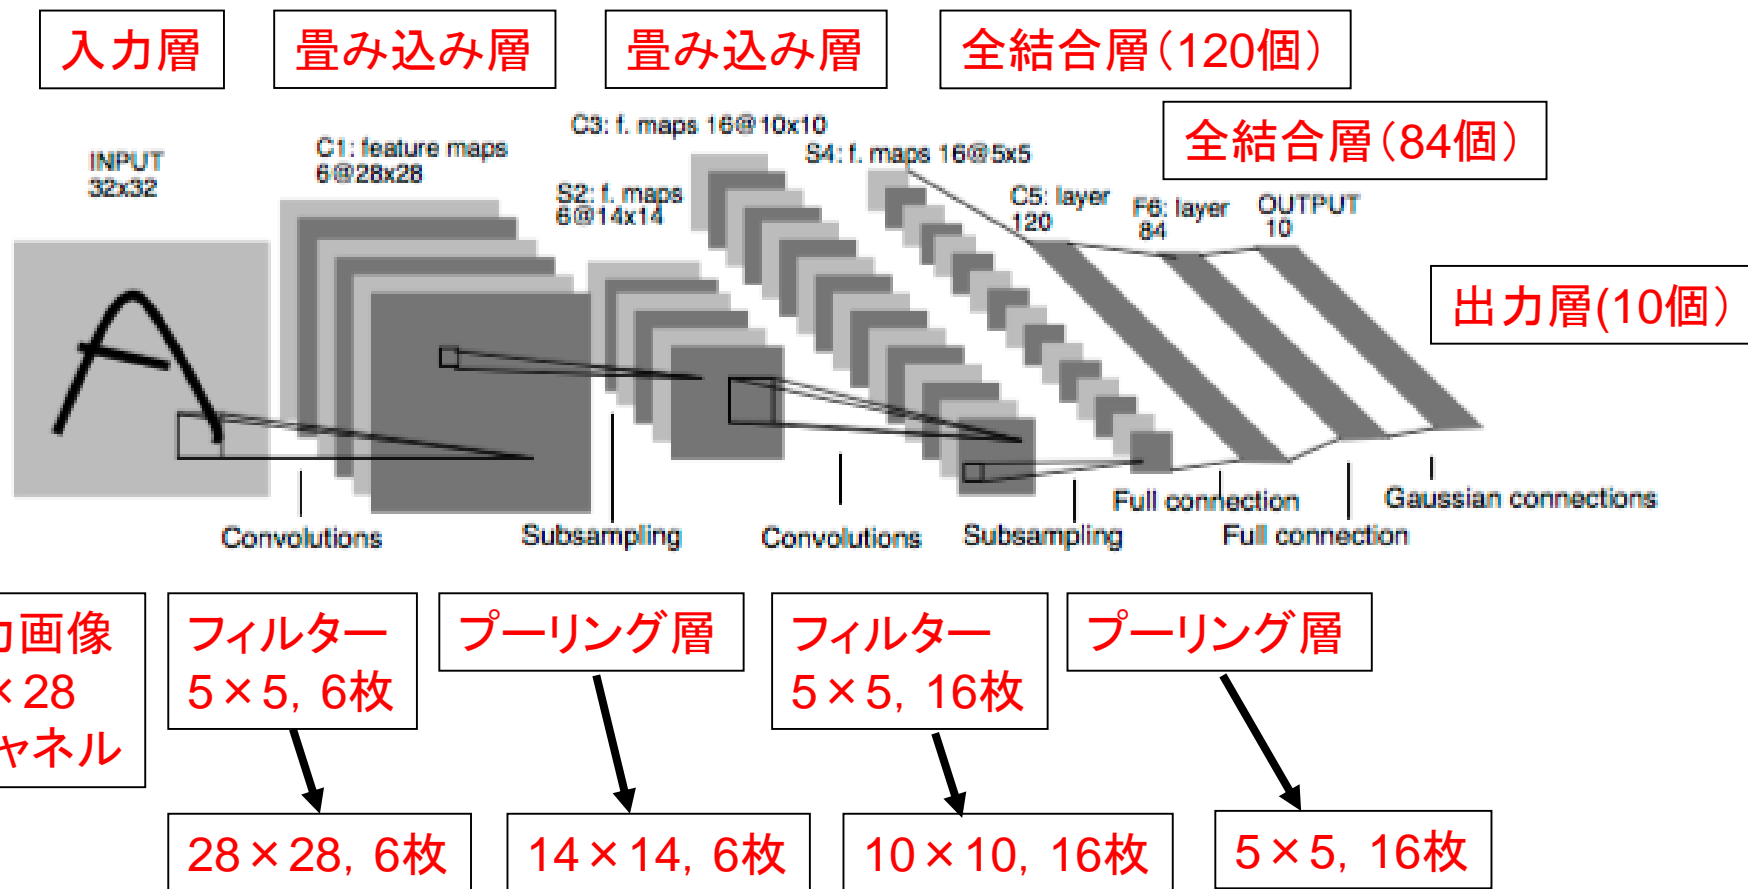 入力層
畳み込み層
畳み込み層
全結合層（120個）
全結合層（84個）
出力層(10個）
INPUT
32x32
C1: feature maps
6@28x28
S2: f. maps
6@14x14
C3: f. maps 16@10x10
S4: f. maps 16@5x5
C5: layer
120
F6: layer
84
OUTPUT
10
Convolutions
Subsampling
Convolutions
Subsampling
Full connection
Full connection
Gaussian connections
画像
×28
ャネル
フィルター
5×5, 6枚
プーリング層
フィルター
5×5, 16枚
プーリング層
28×28, 6枚
14×14, 6枚
10×10, 16枚
5×5, 16枚